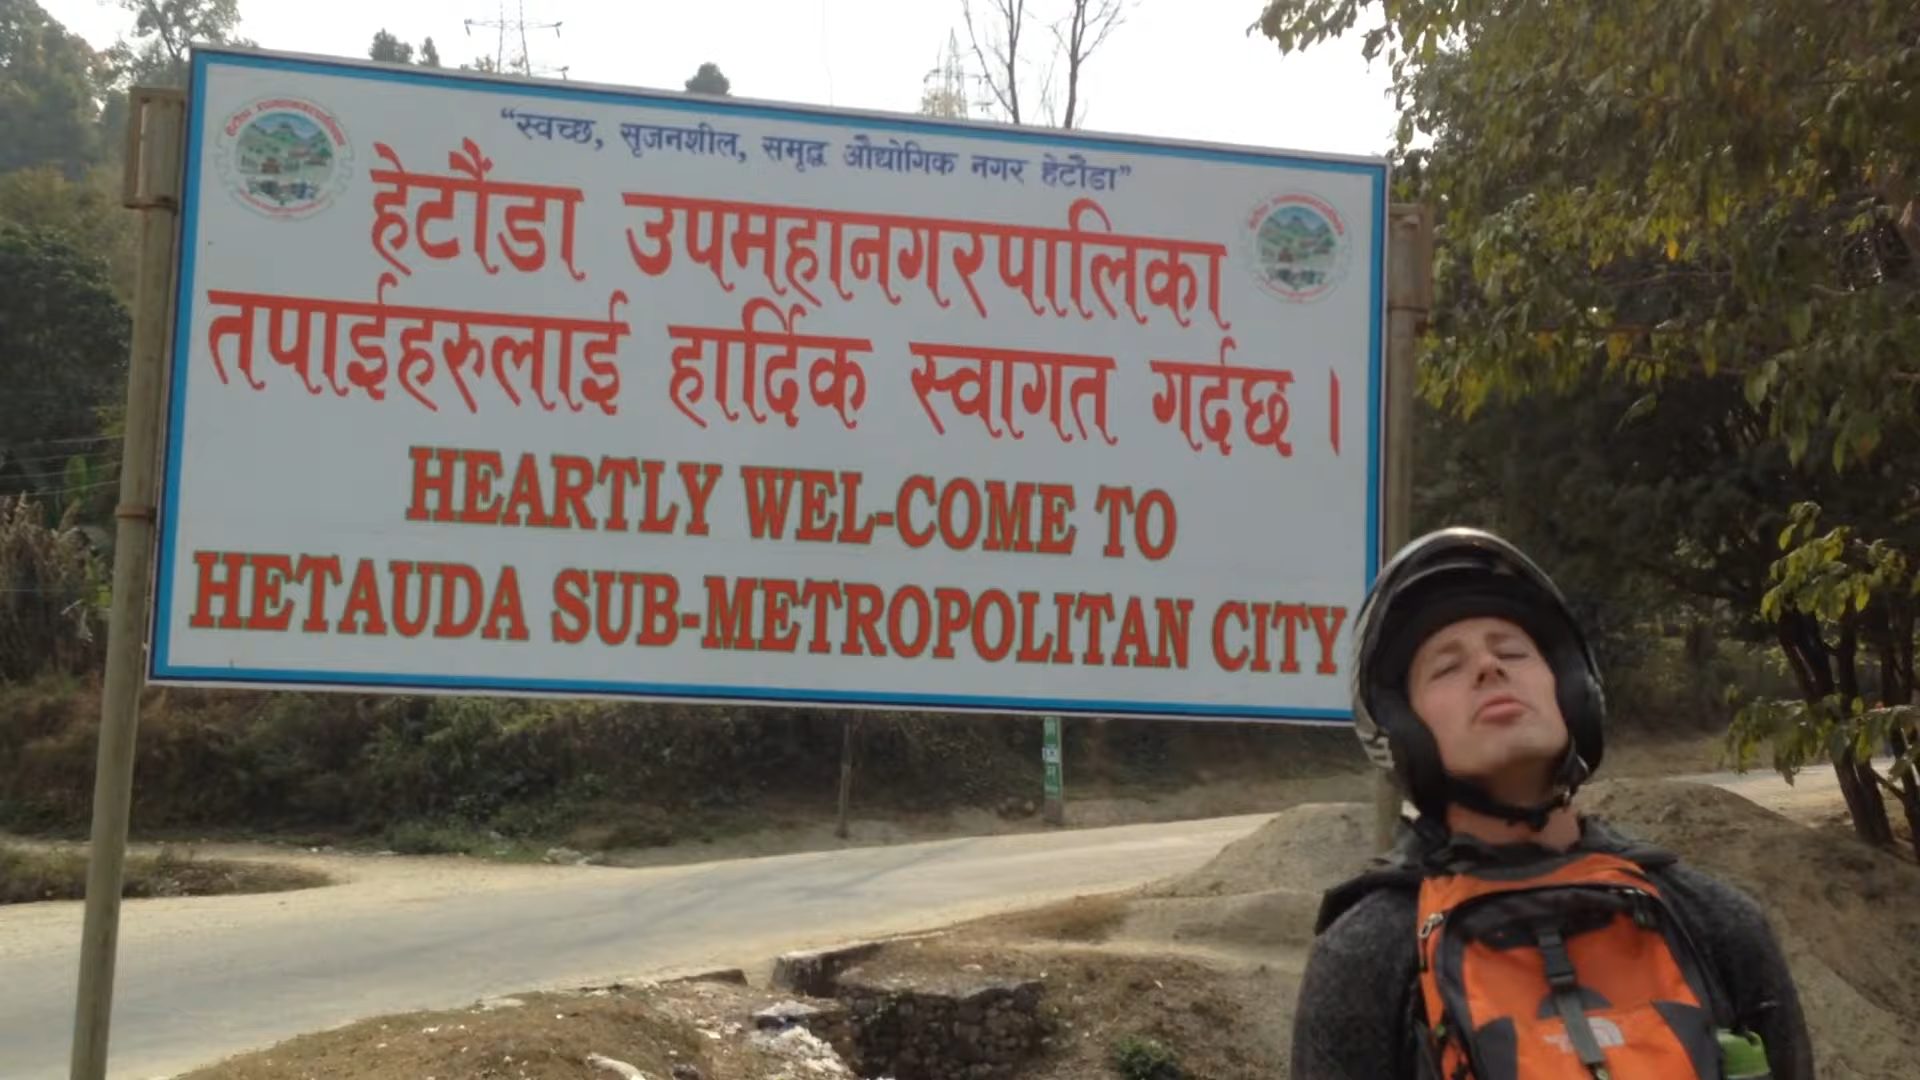 “स्वच्छ, सृजनशील, समृद्ध औद्योगिक नगर हेटौंडा”
हेटौंडा उपमहानगरपालिका
तपाईहरुलाई हार्दिक स्वागत गर्दछ ।
HEARTLY WEL-COME TO
HETAUDA SUB-METROPOLITAN CITY